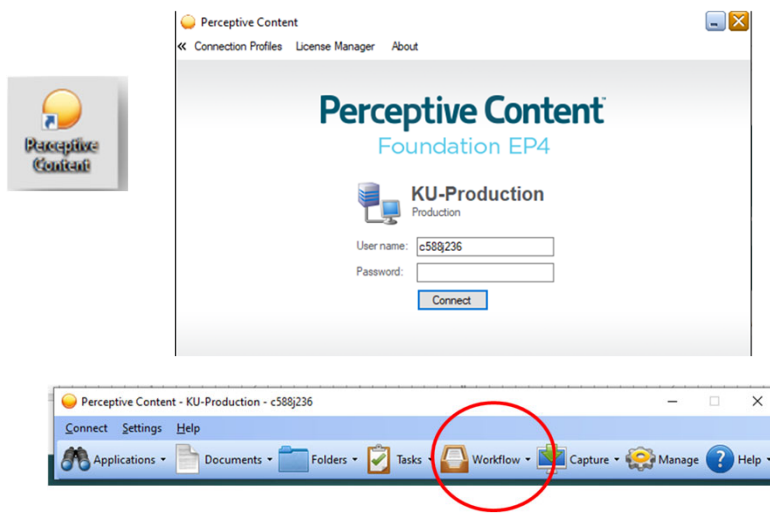 Perceptive Content
« Connection Profiles License Manager About
Perceptive
Content
Perceptive Content™
Foundation EP4
KU-Production
Production
User name: c588j236
Password:
Connect
Perceptive Content - KU-Production - c588j236
Connect Settings Help
Applications Documents Folders Tasks Workflow Capture Manage Help